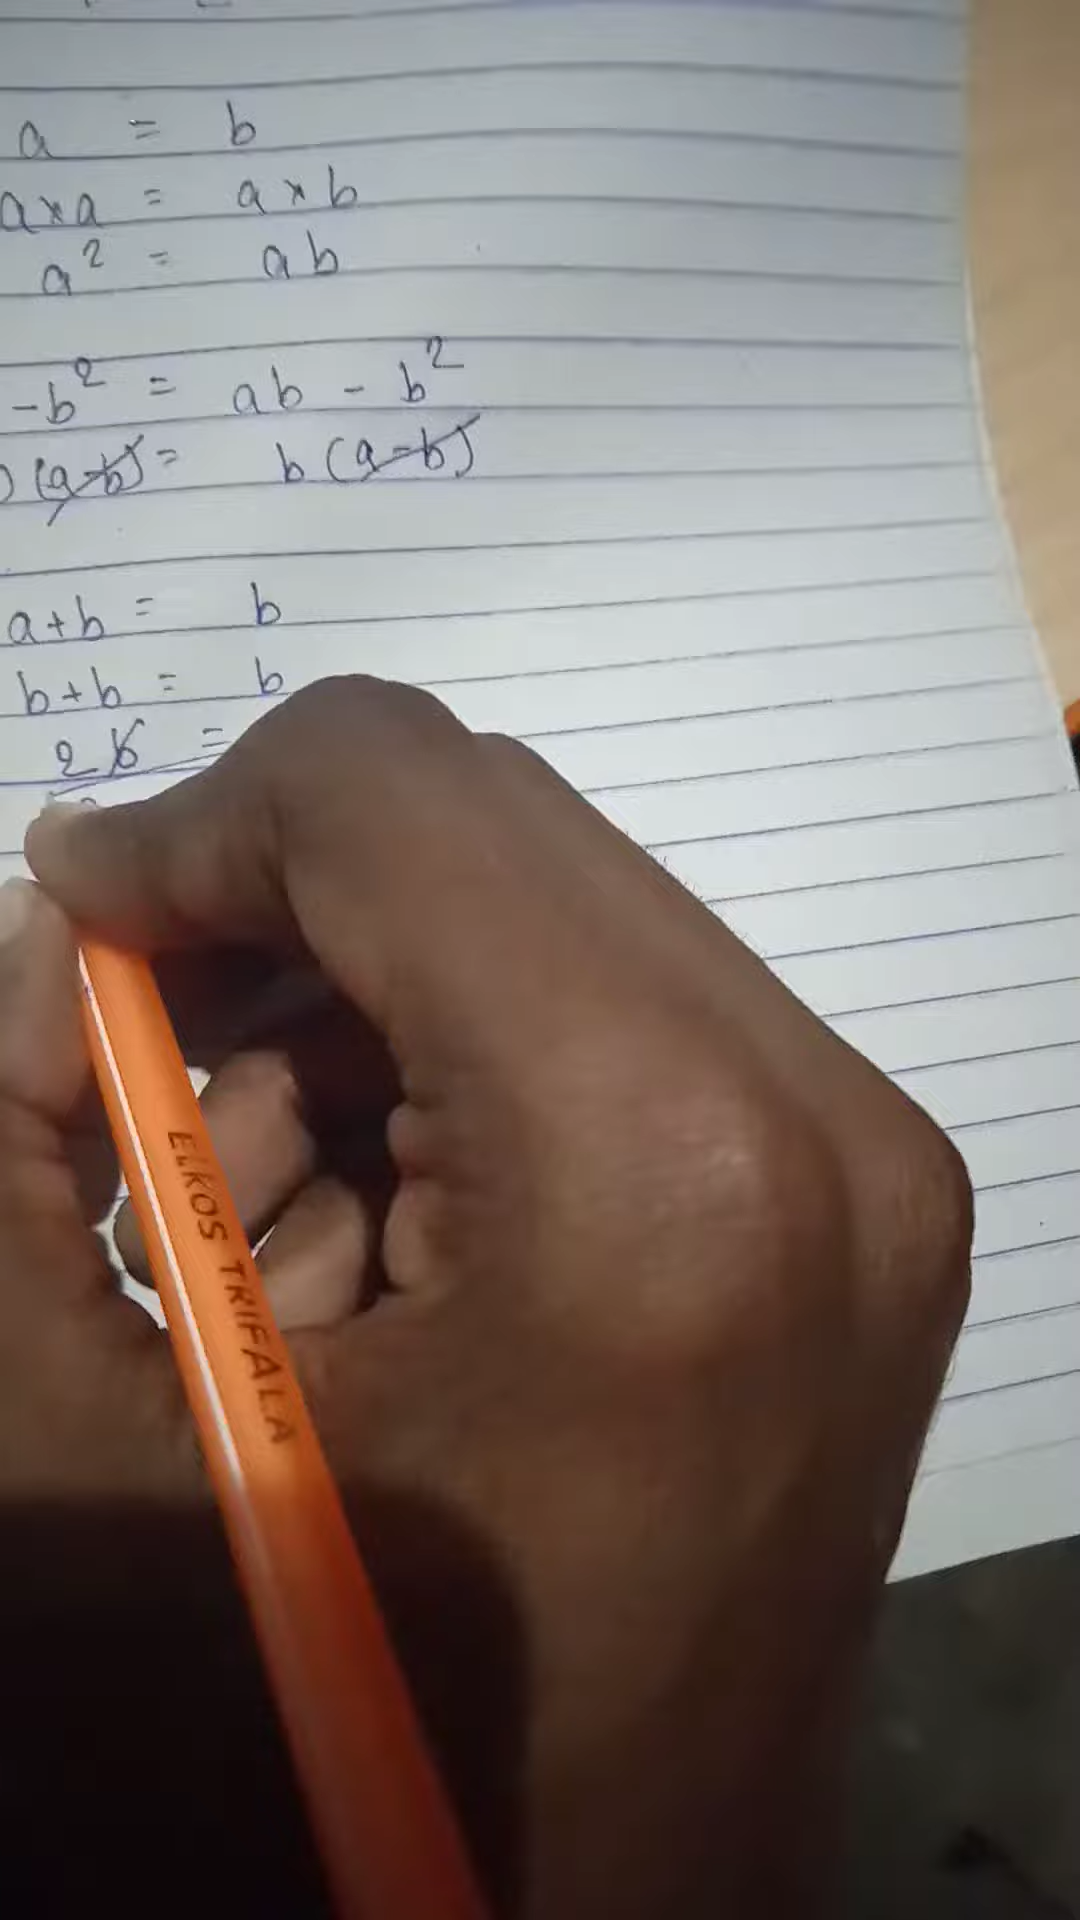 a = b
a×a = a×b
a² = ab
-b² = ab - b²
) (a-b) = b (a-b)
a+b = b
b+b = b
2b =
ELKOS TRIFALA